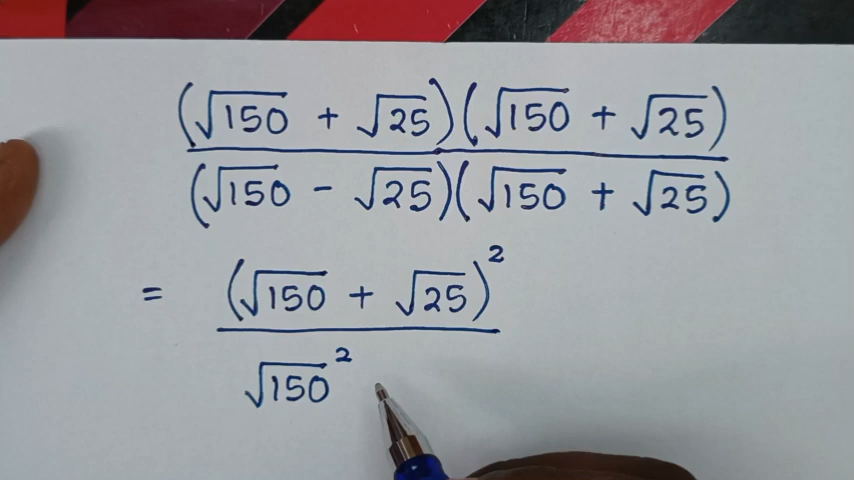 (√150 + √25)(√150 + √25)
(√150 - √25)(√150 + √25)
= (√150 + √25)²
√150²